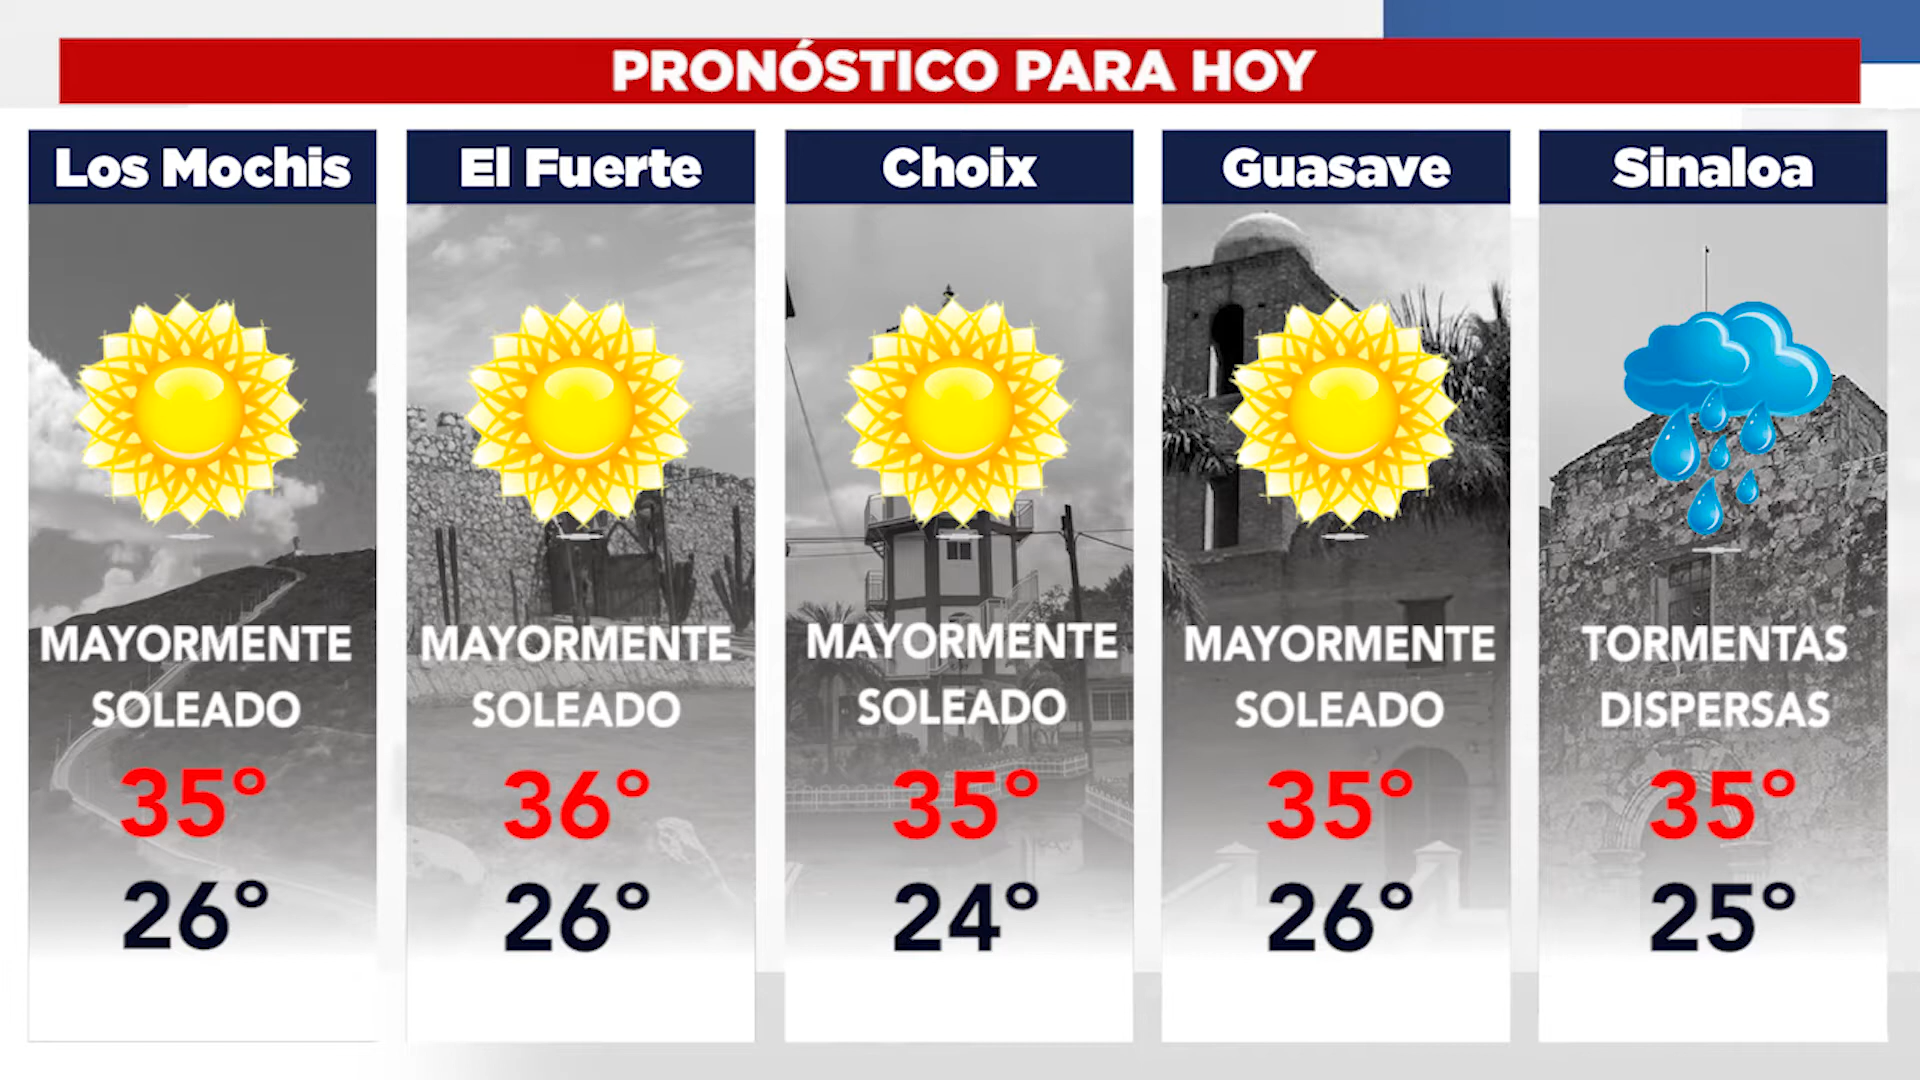 PRONÓSTICO PARA HOY
Los Mochis
MAYORMENTE
SOLEADO
35°
26°
El Fuerte
MAYORMENTE
SOLEADO
36°
26°
Choix
MAYORMENTE
SOLEADO
35°
24°
Guasave
MAYORMENTE
SOLEADO
35°
26°
Sinaloa
TORMENTAS
DISPERSAS
35°
25°